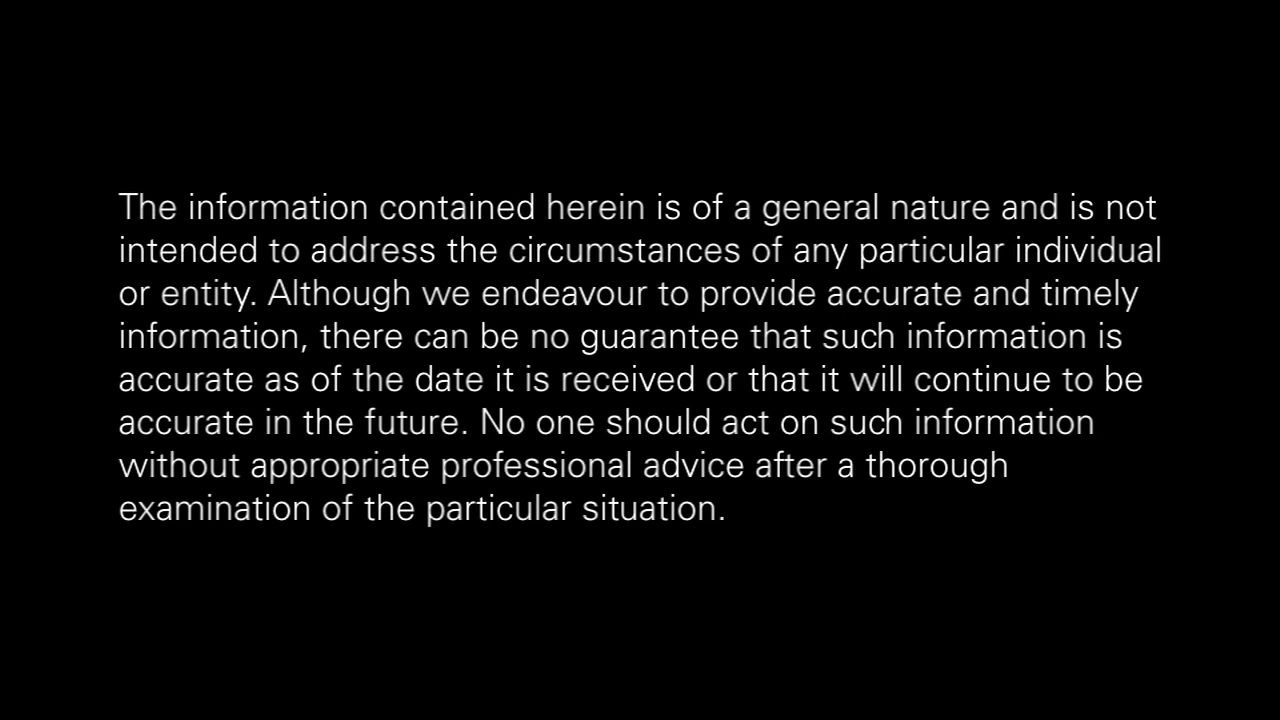 The information contained herein is of a general nature and is not
intended to address the circumstances of any particular individual
or entity. Although we endeavour to provide accurate and timely
information, there can be no guarantee that such information is
accurate as of the date it is received or that it will continue to be
accurate in the future. No one should act on such information
without appropriate professional advice after a thorough
examination of the particular situation.